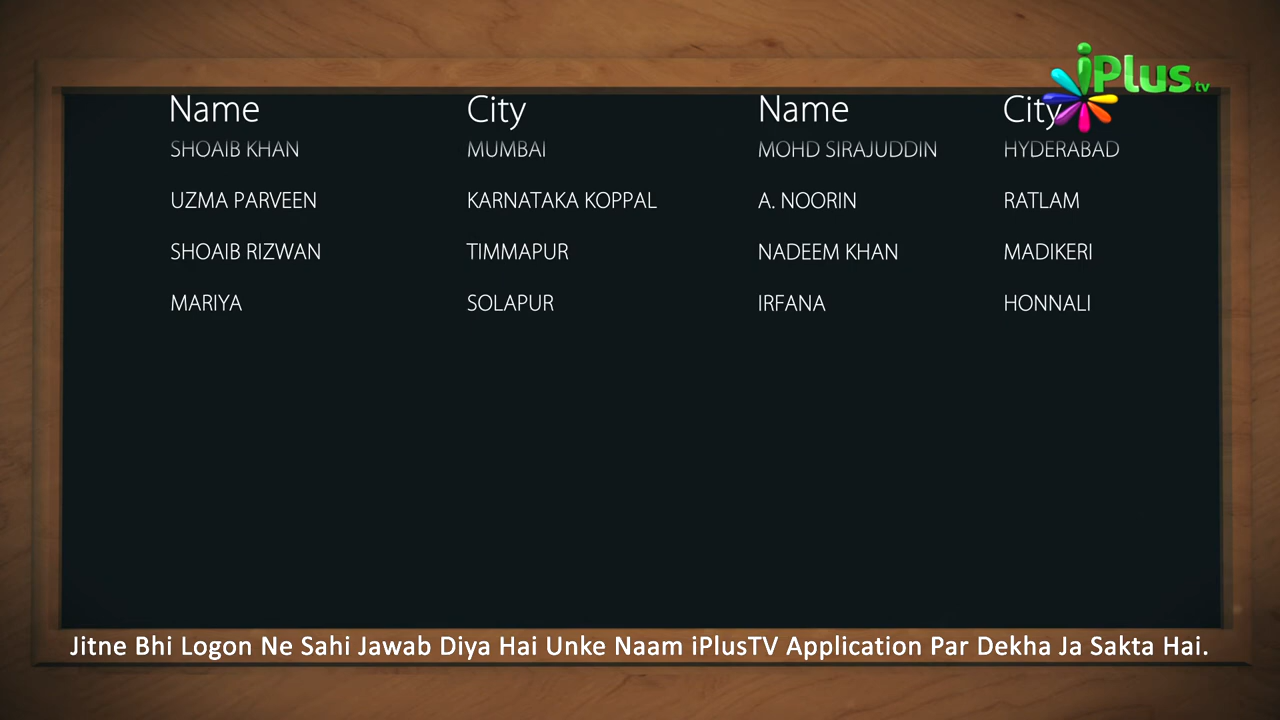 iPlus tv
Name City Name City
SHOAIB KHAN MUMBAI MOHD SIRAJUDDIN HYDERABAD
UZMA PARVEEN KARNATAKA KOPPAL A. NOORIN RATLAM
SHOAIB RIZWAN TIMMAPUR NADEEM KHAN MADIKERI
MARIYA SOLAPUR IRFANA HONNALI
Jitne Bhi Logon Ne Sahi Jawab Diya Hai Unke Naam iPlusTV Application Par Dekha Ja Sakta Hai.